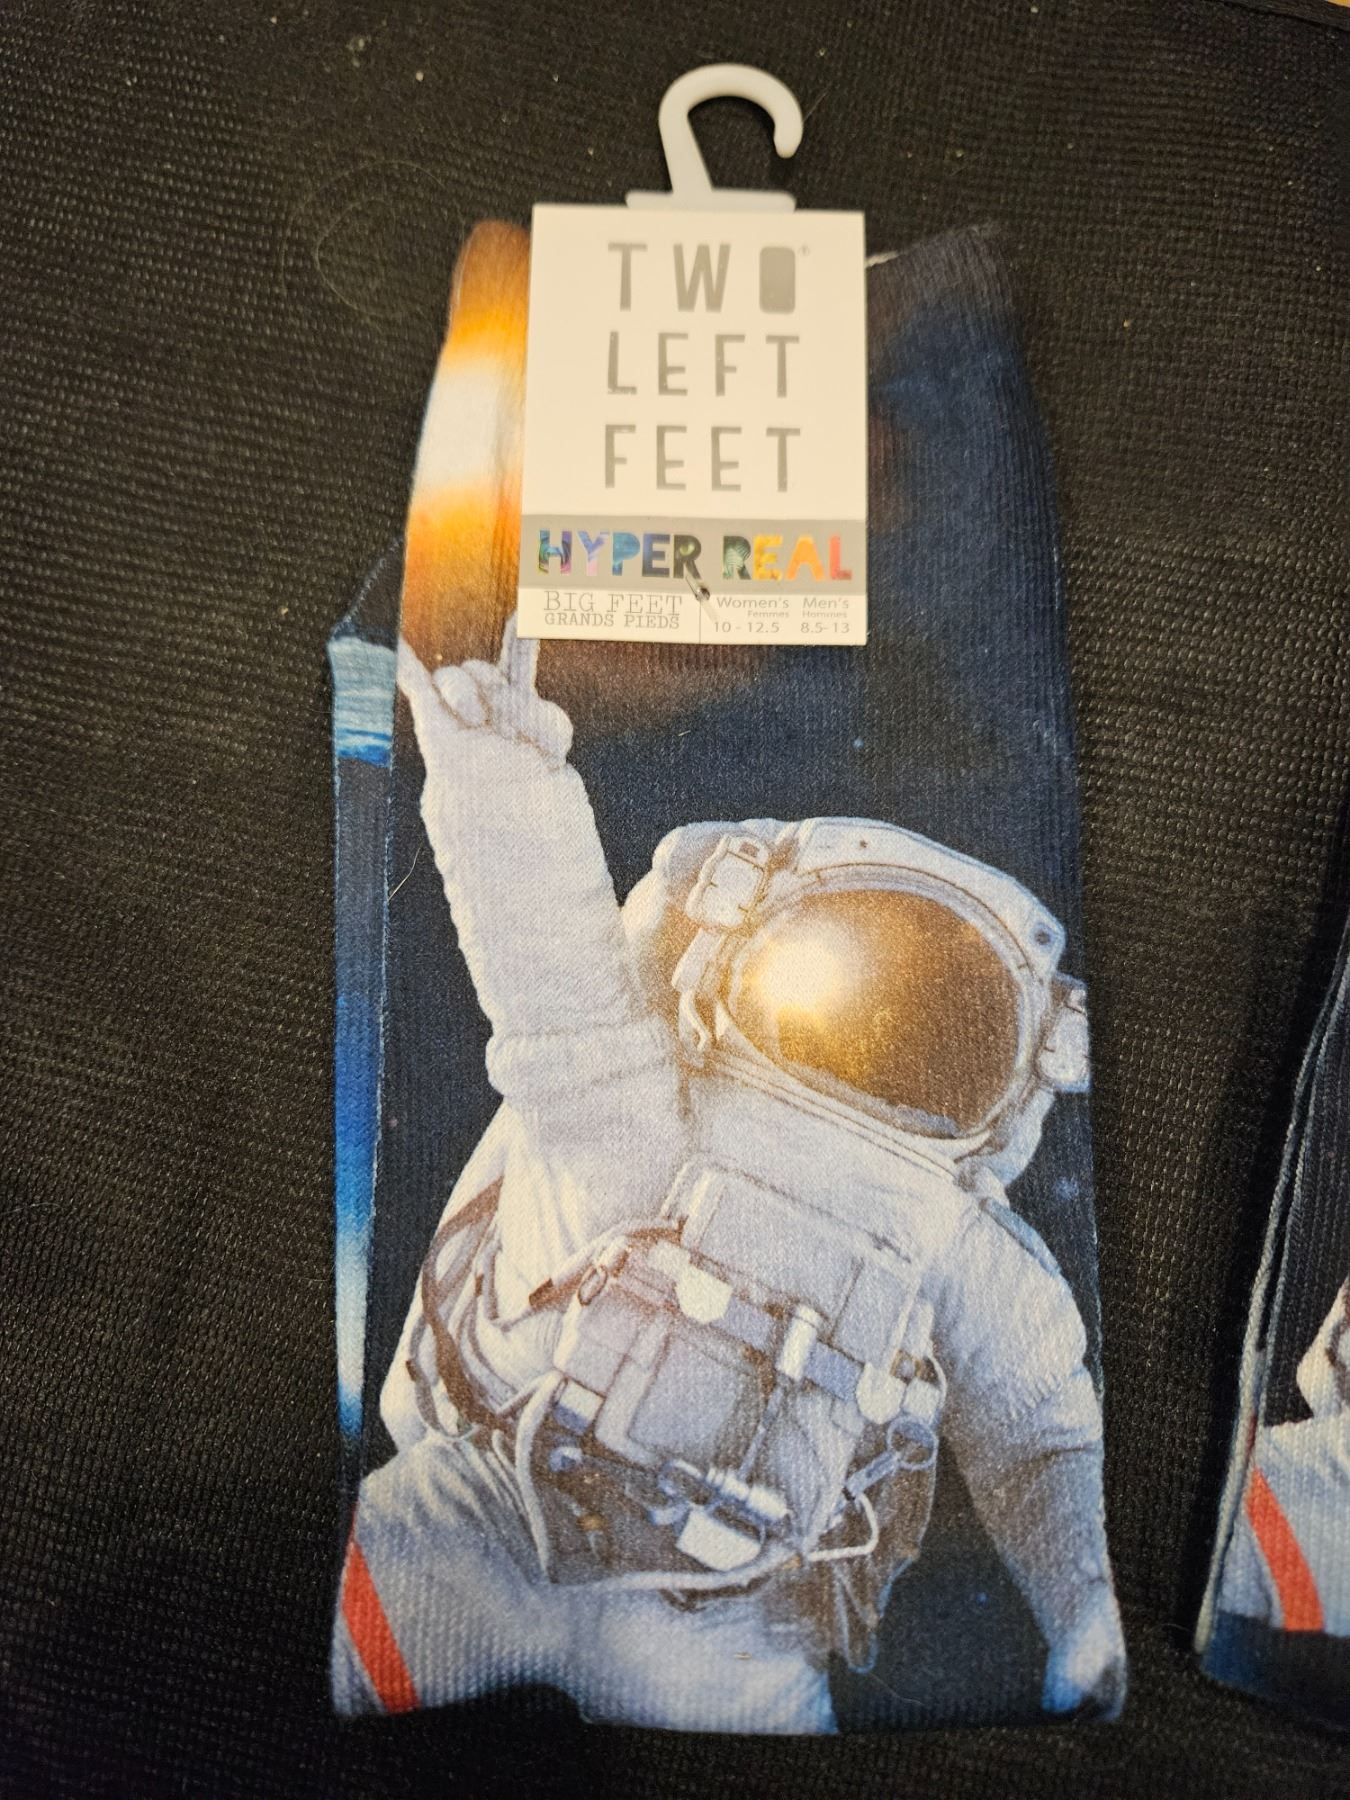 TWO®
LEFT
FEET
HYPER REAL
BIG FEET
GRANDS PIEDS
Women's Men's
Femmes Hommes
10 - 12.5 8.5-13